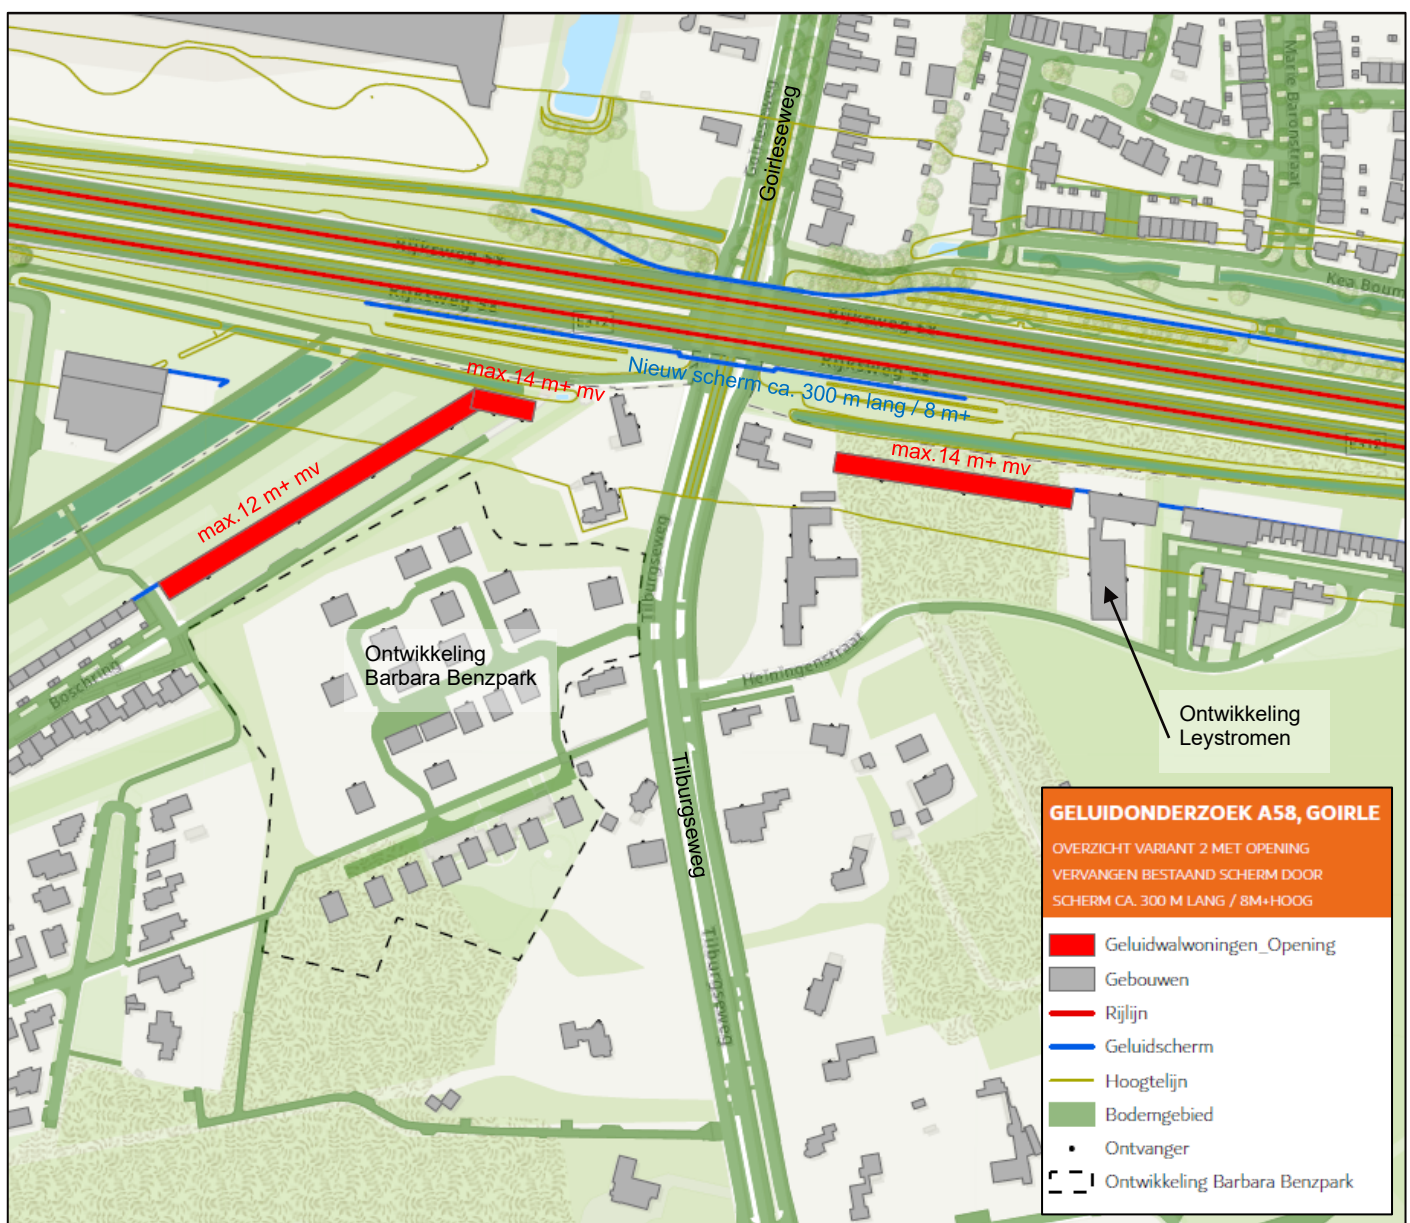 Goirleseweg
Goirleseweg
Marie Baronstraat
Rijksweg 58
Kea Boum
Rijksweg 58
E312
Rijksweg 58
Rijksweg 58
Nieuw scherm ca. 300 m lang / 8 m+
max.14 m+ mv
E312
max.14 m+ mv
max.12 m+ mv
Tilburgseweg
Ontwikkeling
Barbara Benzpark
Boschring
Heiningenstraat
Ontwikkeling
Leystromen
Tilburgseweg
Tilburgseweg
GELUIDONDERZOEK A58, GOIRLE
OVERZICHT VARIANT 2 MET OPENING
VERVANGEN BESTAAND SCHERM DOOR
SCHERM CA. 300 M LANG / 8M+HOOG
Geluidwalwoningen_Opening
Gebouwen
Rijlijn
Geluidscherm
Hoogtelijn
Bodemgebied
Ontvanger
Ontwikkeling Barbara Benzpark